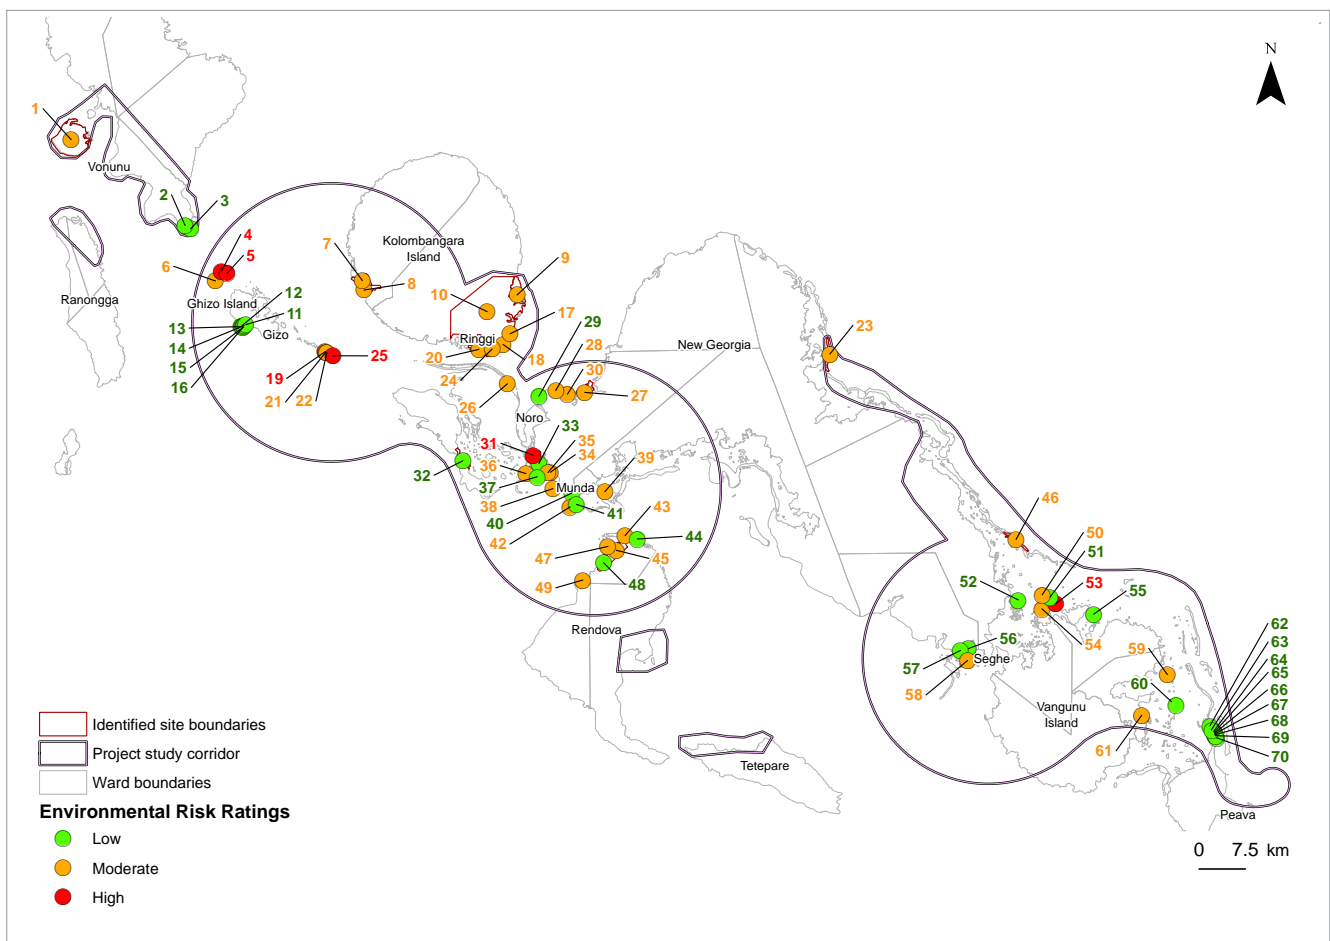 N
1
Vonunu
2
3
4
5
6
Ranongga
Ghizo Island
Gizo
12
11
13
14
15
16
7
8
Kolombangara
Island
9
10
Ringgi
17
18
20
24
26
19
21
22
25
29
28
30
27
New Georgia
23
Noro
31
33
35
34
36
32
37
Munda
38
39
40
41
42
43
44
45
47
48
49
Rendova
46
50
51
52
53
54
55
56
57
Seghe
58
59
60
61
Vangunu
Island
62
63
64
65
66
67
68
69
70
Tetepare
Peava
0 7.5 km
Identified site boundaries
Project study corridor
Ward boundaries
Environmental Risk Ratings
Low
Moderate
High